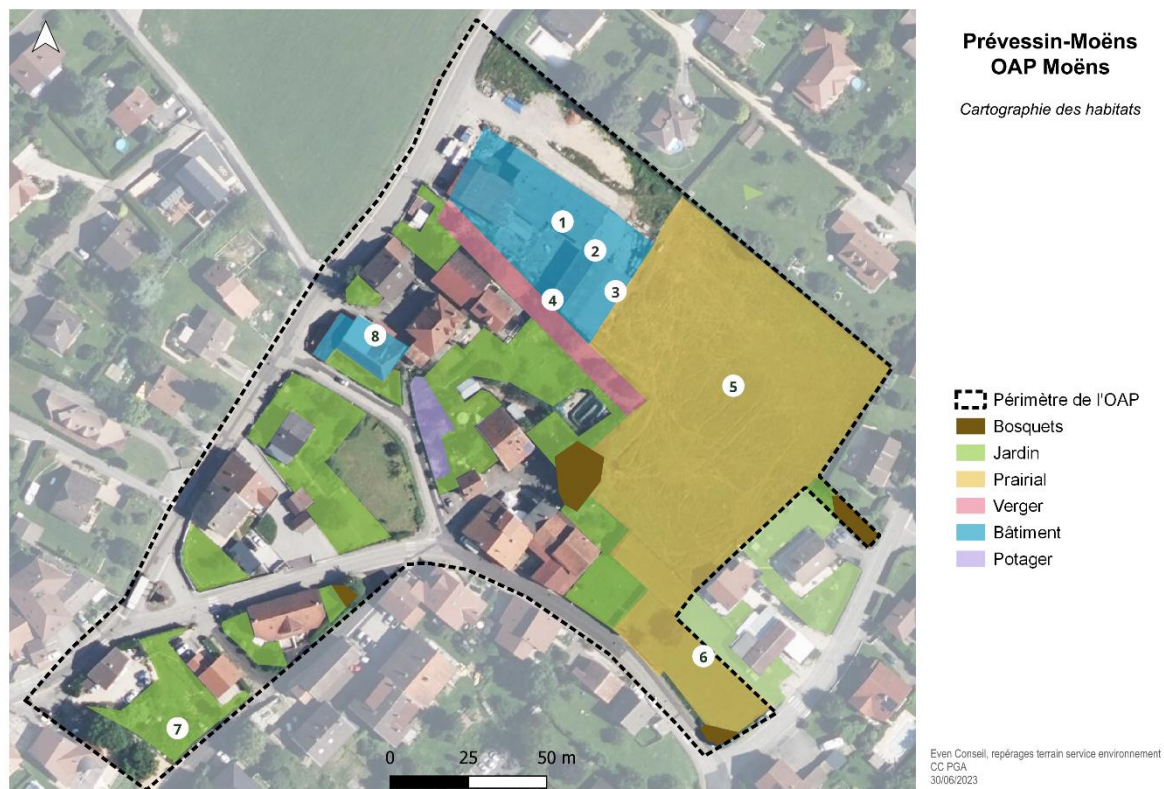 Prévessin-Moëns
OAP Moëns
Cartographie des habitats
1
2
3
4
8
5
6
7
Périmètre de l'OAP
Bosquets
Jardin
Prairial
Verger
Bâtiment
Potager
0 25 50 m
Even Conseil, repérages terrain service environnement
CC PGA
30/06/2023